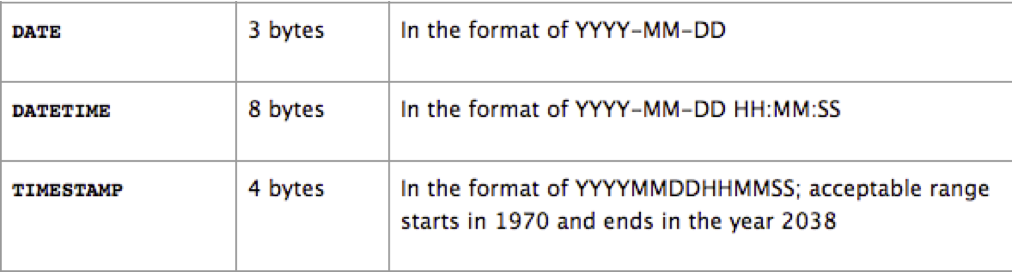 DATE 3 bytes In the format of YYYY-MM-DD
DATETIME 8 bytes In the format of YYYY-MM-DD HH:MM:SS
TIMESTAMP 4 bytes In the format of YYYYMMDDHHMMSS; acceptable range
starts in 1970 and ends in the year 2038